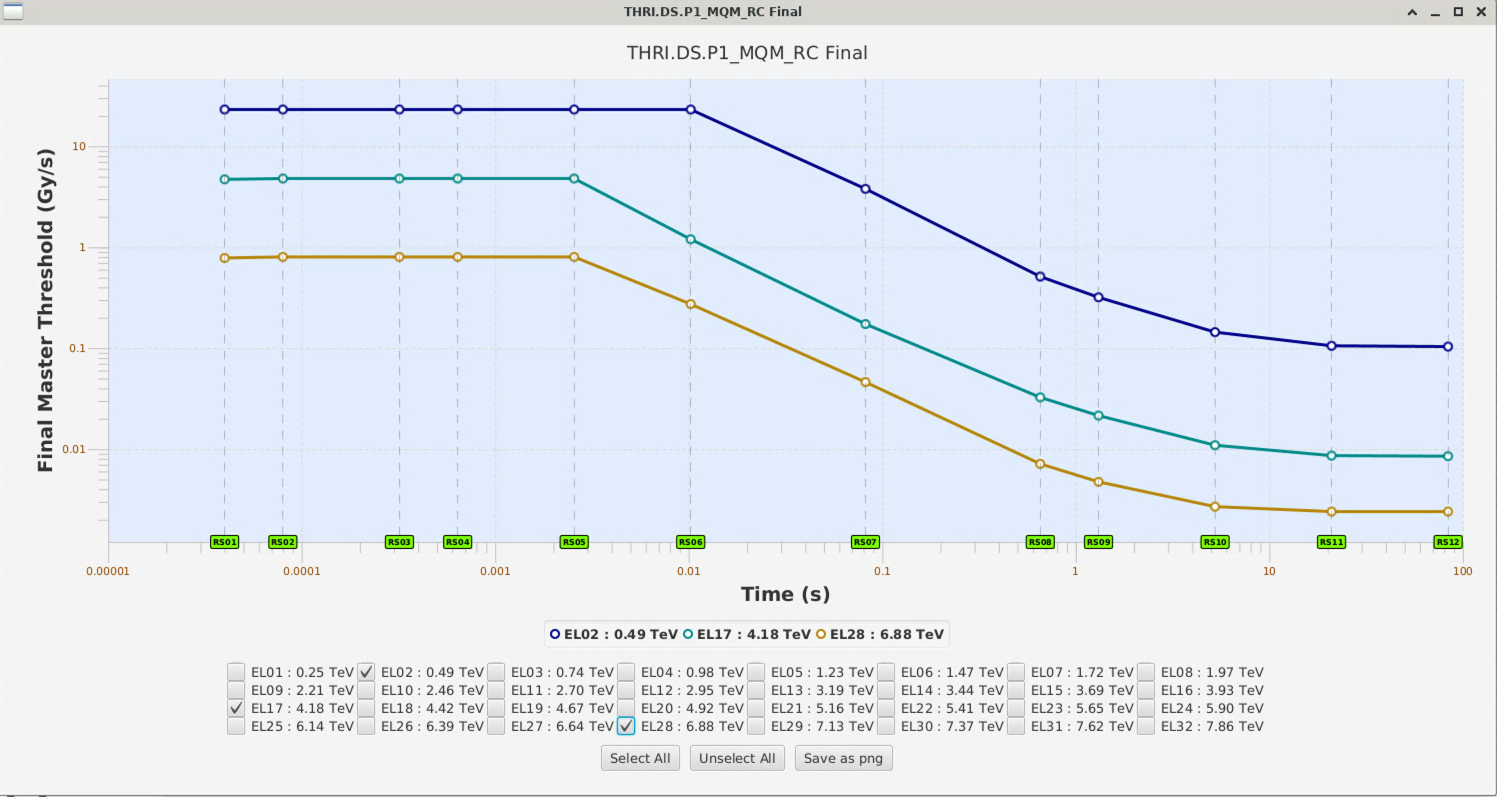 THRI.DS.P1_MQM_RC Final
THRI.DS.P1_MQM_RC Final
Final Master Threshold (Gy/s)
10
1
0.1
0.01
RS01 RS02 RS03 RS04 RS05 RS06 RS07 RS08 RS09 RS10 RS11 RS12
0.00001 0.0001 0.001 0.01 0.1 1 10 100
Time (s)
EL02 : 0.49 TeV EL17 : 4.18 TeV EL28 : 6.88 TeV
EL01 : 0.25 TeV EL02 : 0.49 TeV EL03 : 0.74 TeV EL04 : 0.98 TeV EL05 : 1.23 TeV EL06 : 1.47 TeV EL07 : 1.72 TeV EL08 : 1.97 TeV
EL09 : 2.21 TeV EL10 : 2.46 TeV EL11 : 2.70 TeV EL12 : 2.95 TeV EL13 : 3.19 TeV EL14 : 3.44 TeV EL15 : 3.69 TeV EL16 : 3.93 TeV
EL17 : 4.18 TeV EL18 : 4.42 TeV EL19 : 4.67 TeV EL20 : 4.92 TeV EL21 : 5.16 TeV EL22 : 5.41 TeV EL23 : 5.65 TeV EL24 : 5.90 TeV
EL25 : 6.14 TeV EL26 : 6.39 TeV EL27 : 6.64 TeV EL28 : 6.88 TeV EL29 : 7.13 TeV EL30 : 7.37 TeV EL31 : 7.62 TeV EL32 : 7.86 TeV
Select All Unselect All Save as png